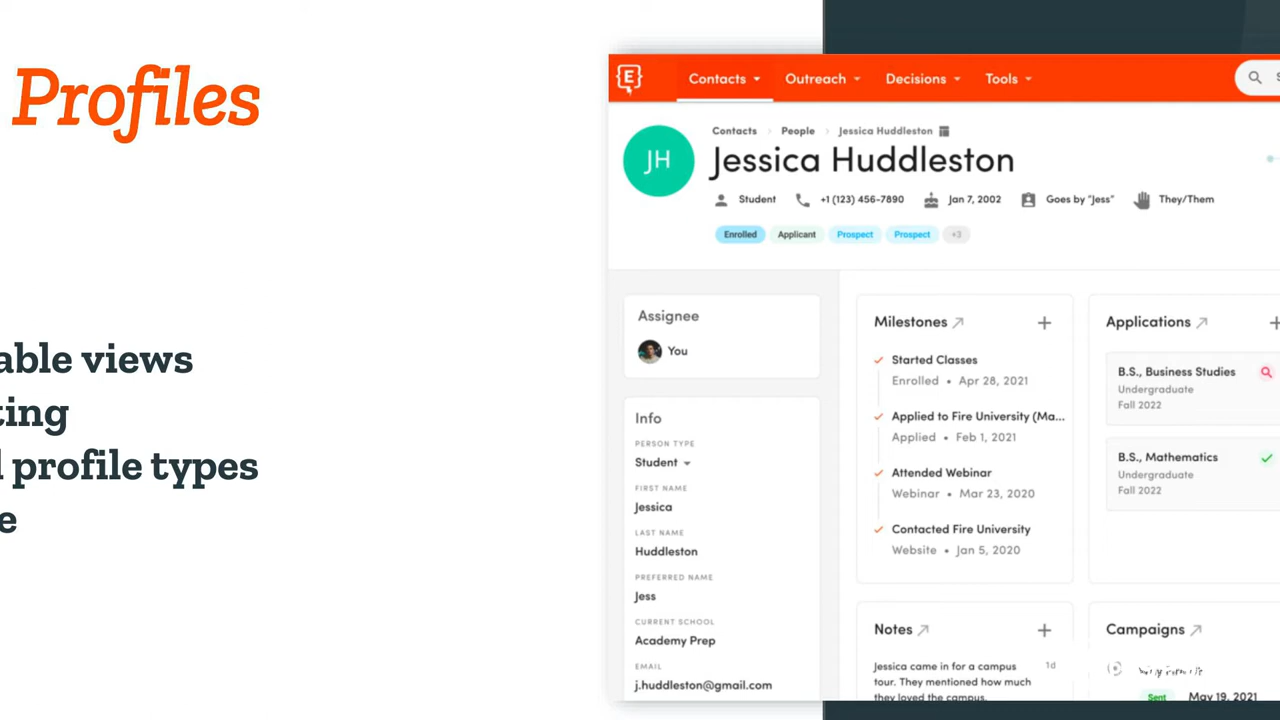 Profiles
able views
ting
profile types
e
E
Contacts
Outreach
Decisions
Tools
S
JH
Contacts
People
Jessica Huddleston
Jessica Huddleston
Student
+1 (123) 456-7890
Jan 7, 2002
Goes by “Jess”
They/Them
Enrolled
Applicant
Prospect
Prospect
+3
Assignee
You
Info
PERSON TYPE
Student
FIRST NAME
Jessica
LAST NAME
Huddleston
PREFERRED NAME
Jess
CURRENT SCHOOL
Academy Prep
EMAIL
j.huddleston@gmail.com
Milestones
Started Classes
Enrolled • Apr 28, 2021
Applied to Fire University (Ma...
Applied • Feb 1, 2021
Attended Webinar
Webinar • Mar 23, 2020
Contacted Fire University
Website • Jan 5, 2020
Applications
B.S., Business Studies
Undergraduate
Fall 2022
B.S., Mathematics
Undergraduate
Fall 2022
Notes
Jessica came in for a campus
1d
tour. They mentioned how much
they loved the campus.
Campaigns
Sent
May 19, 2021